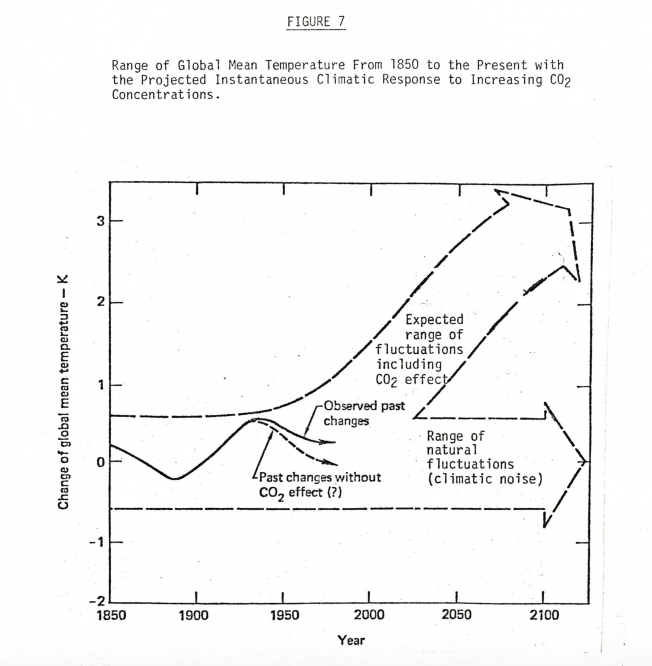 FIGURE 7
Range of Global Mean Temperature From 1850 to the Present with
the Projected Instantaneous Climatic Response to Increasing CO2
Concentrations.
Change of global mean temperature – K
3
2
1
0
-1
-2
Expected
range of
fluctuations
including
CO2 effect
Observed past
changes
Range of
natural
fluctuations
(climatic noise)
Past changes without
CO2 effect (?)
1850
1900
1950
2000
2050
2100
Year